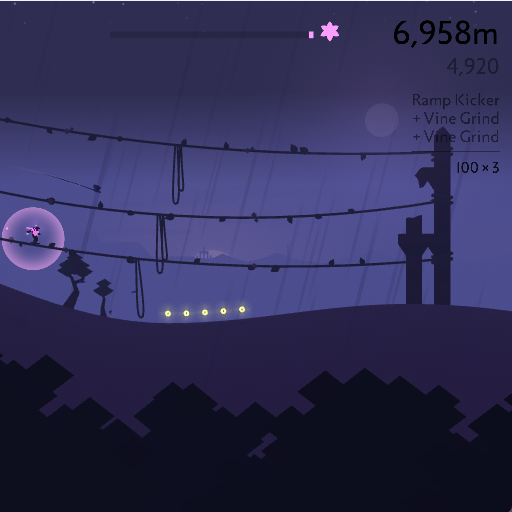 6,958m
4,920
Ramp Kicker
+ Vine Grind
+ Vine Grind
100 × 3